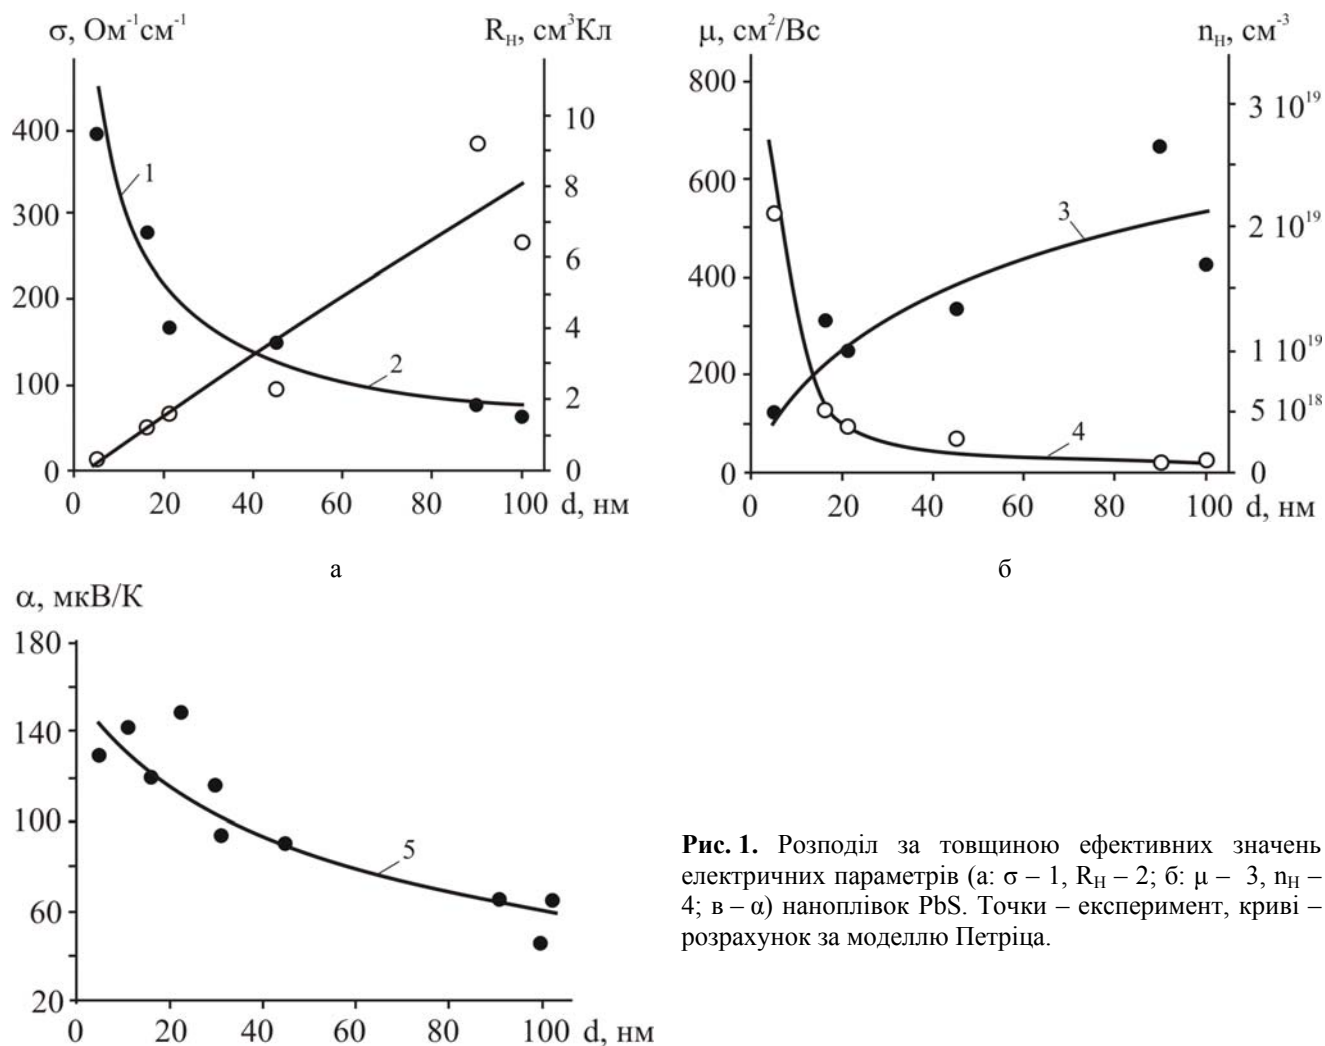 σ, Ом⁻¹см⁻¹ R_H, см³Кл
400
300
200
100
0
10
8
6
4
2
0
1
2
0 20 40 60 80 100 d, нм
а
μ, см²/Вс n_H, см⁻³
800
600
400
200
0
3 10¹⁹
2 10¹⁹
1 10¹⁹
5 10¹⁸
0
3
4
0 20 40 60 80 100 d, нм
б
α, мкВ/К
180
140
100
60
20
5
0 20 40 60 80 100 d, нм
Рис. 1. Розподіл за товщиною ефективних значень
електричних параметрів (а: σ – 1, R_H – 2; б: μ – 3, n_H –
4; в – α) наноплівок PbS. Точки – експеримент, криві –
розрахунок за моделлю Петріца.